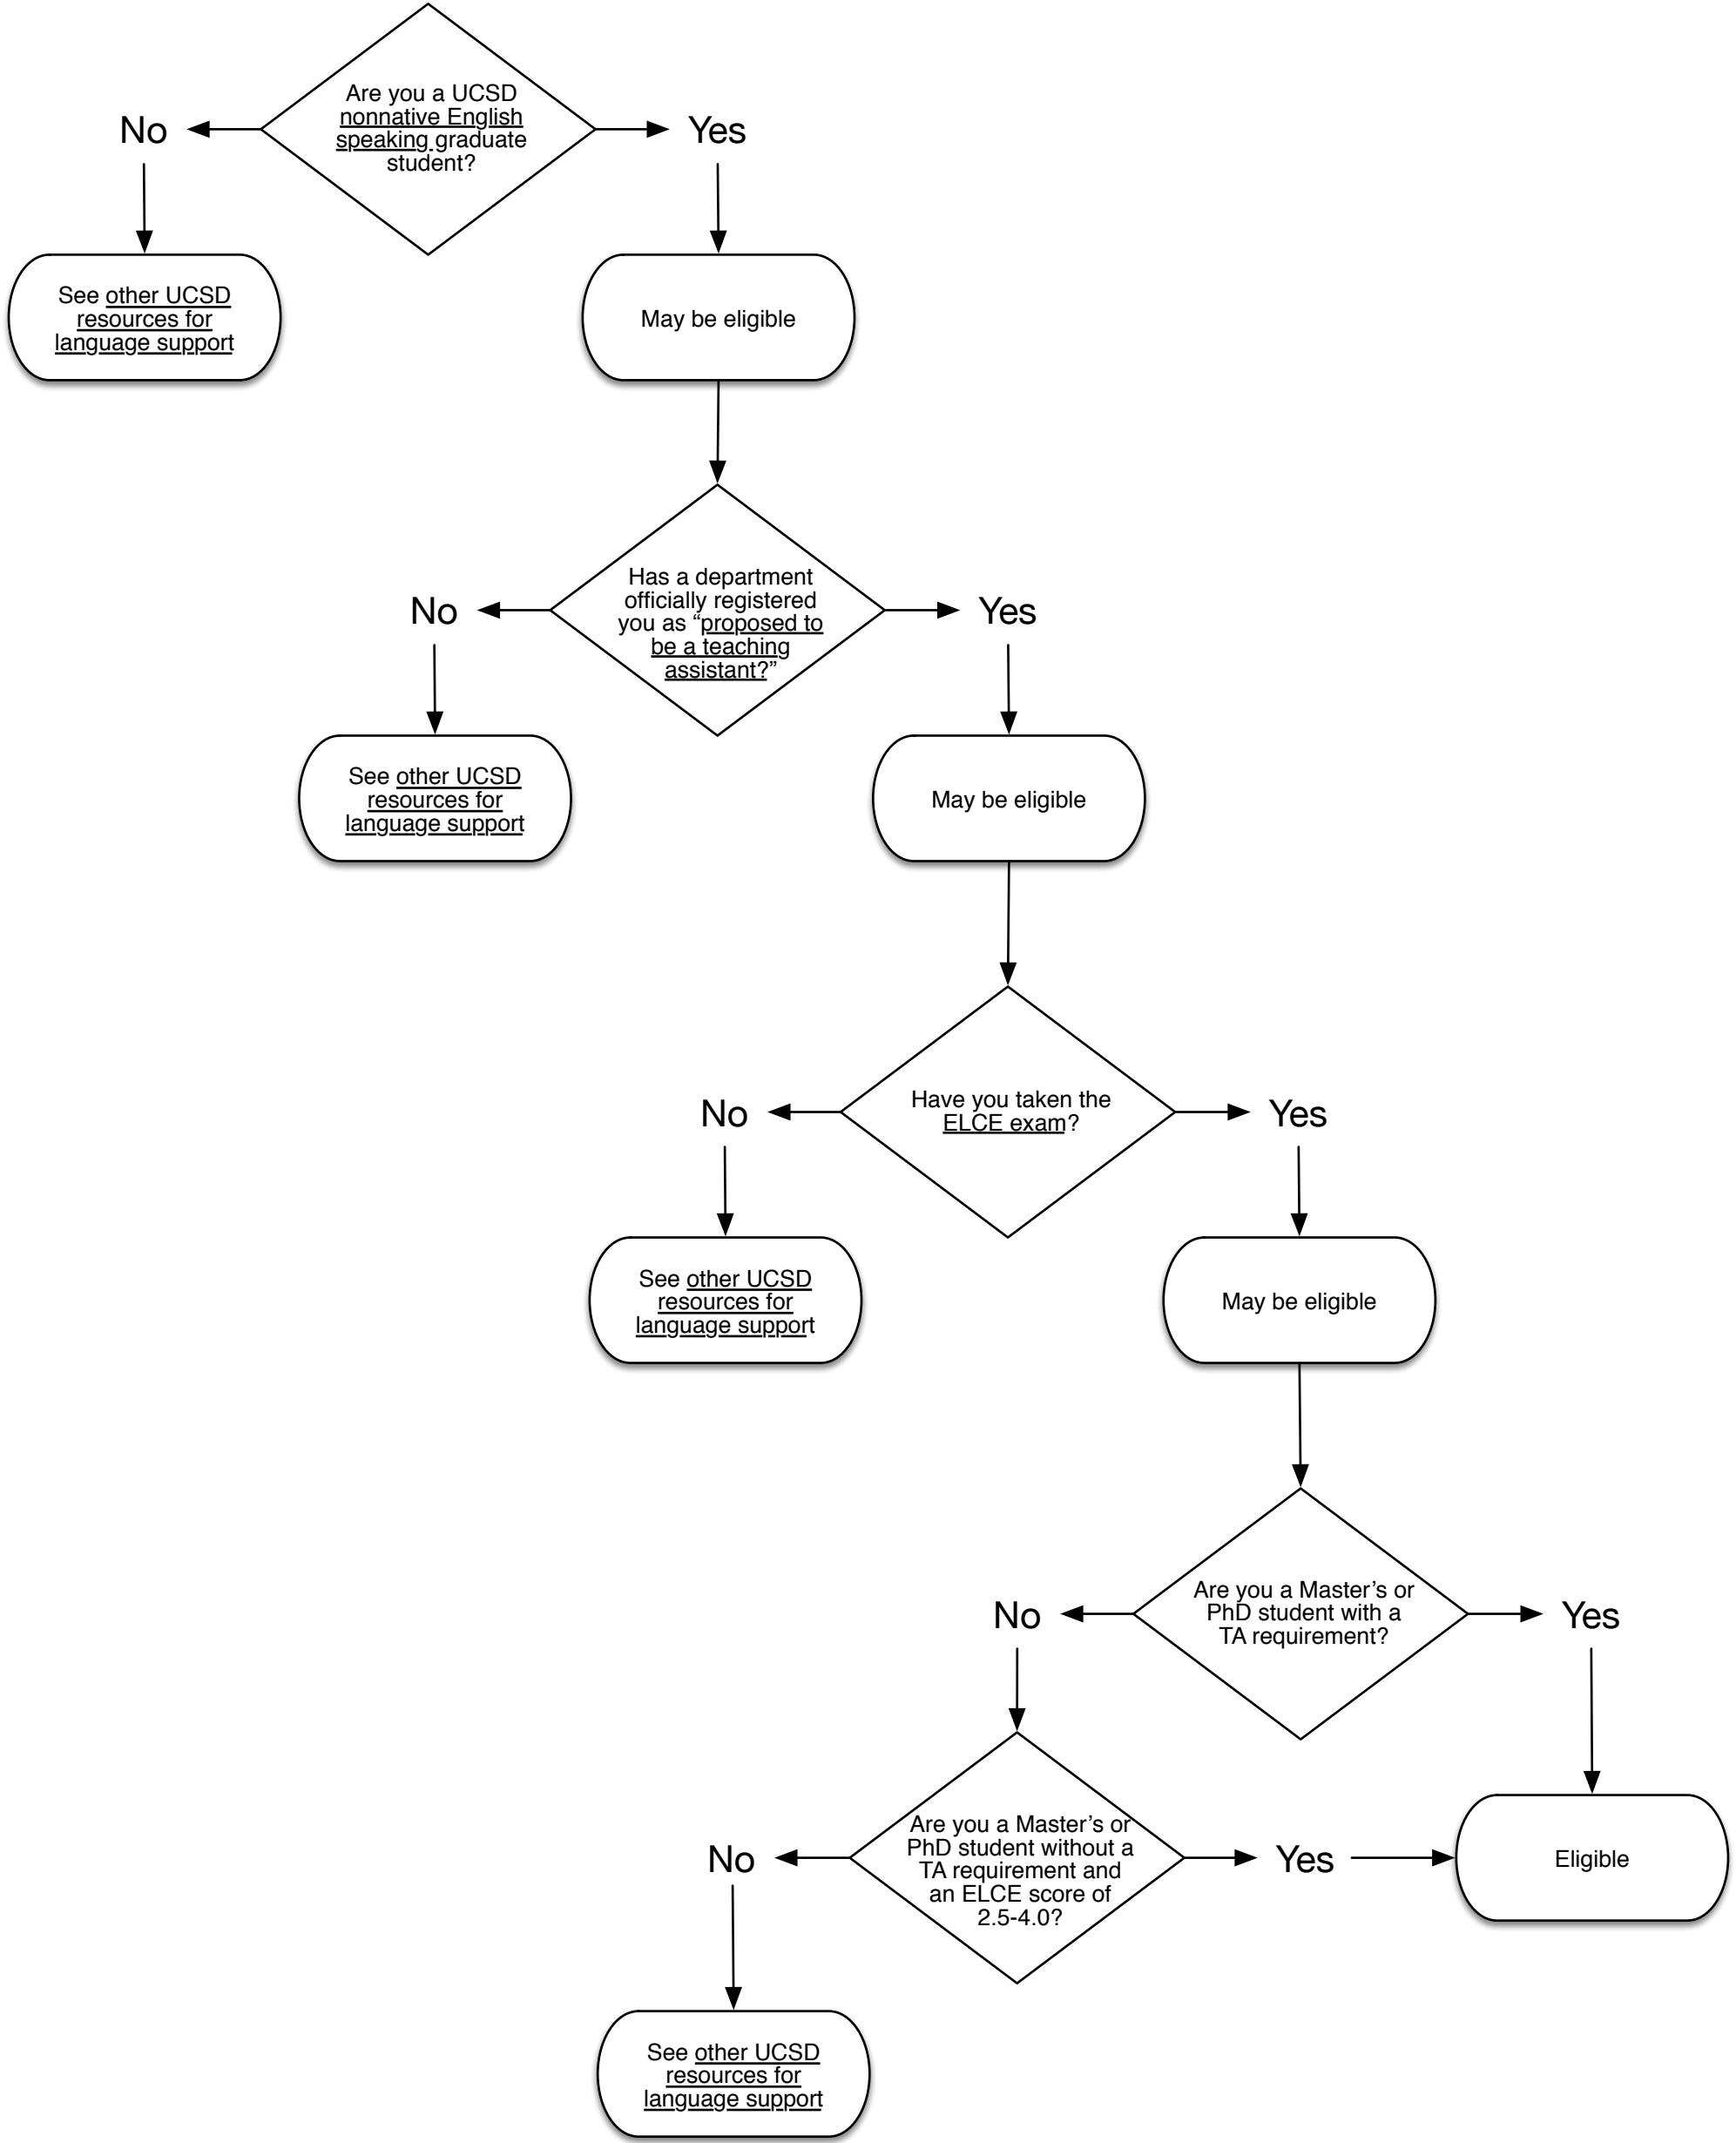 Are you a UCSD
nonnative English
speaking graduate
student?
No
Yes
See other UCSD
resources for
language support
May be eligible
Has a department
officially registered
you as “proposed to
be a teaching
assistant?”
No
Yes
See other UCSD
resources for
language support
May be eligible
Have you taken the
ELCE exam?
No
Yes
See other UCSD
resources for
language support
May be eligible
Are you a Master’s or
PhD student with a
TA requirement?
No
Yes
Are you a Master’s or
PhD student without a
TA requirement and
an ELCE score of
2.5-4.0?
No
Yes
Eligible
See other UCSD
resources for
language support